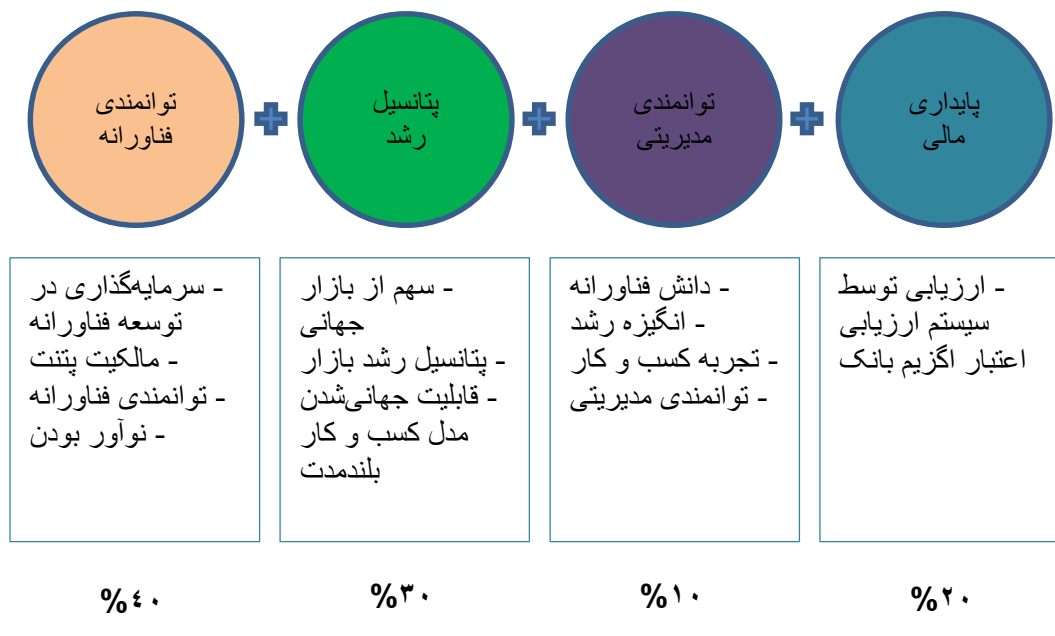 پایداری
مالی
توانمندی
مدیریتی
پتانسیل
رشد
توانمندی
فناورانه
- ارزیابی توسط
سیستم ارزیابی
اعتبار اگزیم بانک
- دانش فناورانه
- انگیزه رشد
- تجربه کسب و کار
- توانمندی مدیریتی
- سهم از بازار
جهانی
- پتانسیل رشد بازار
- قابلیت جهانی‌شدن
مدل کسب و کار
بلندمدت
- سرمایه‌گذاری در
توسعه فناورانه
- مالکیت پتنت
- توانمندی فناورانه
- نوآور بودن
%۲۰
%۱۰
%۳۰
%٤٠